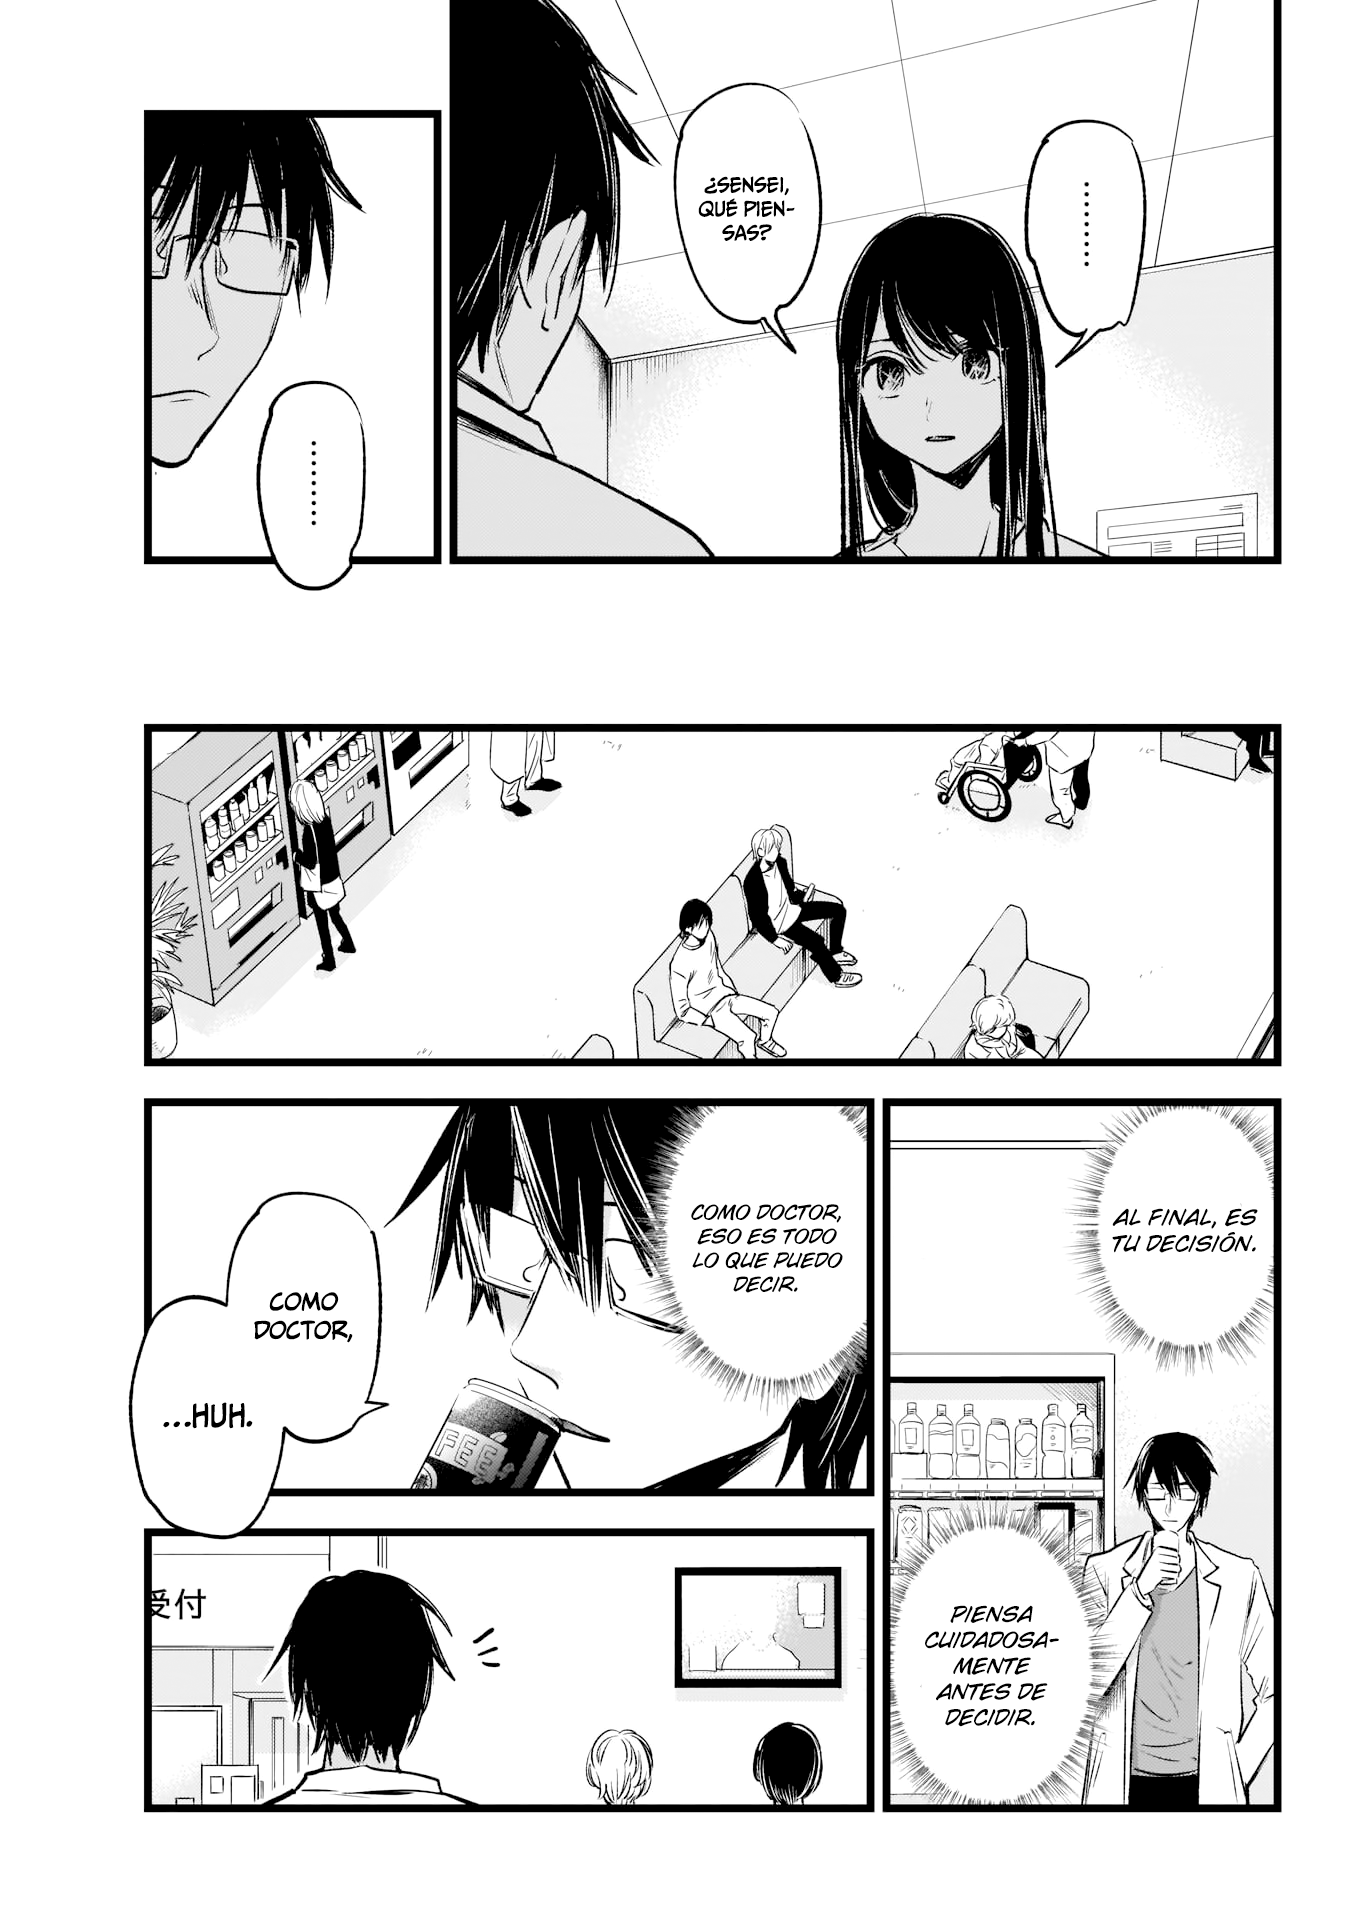 .........
¿SENSEI,
QUÉ PIEN-
SAS?
.........
AL FINAL, ES
TU DECISIÓN.
PIENSA
CUIDADOSA-
MENTE
ANTES DE
DECIDIR.
COMO DOCTOR,
ESO ES TODO
LO QUE PUEDO
DECIR.
COMO
DOCTOR,
...HUH.
FFEE
受付